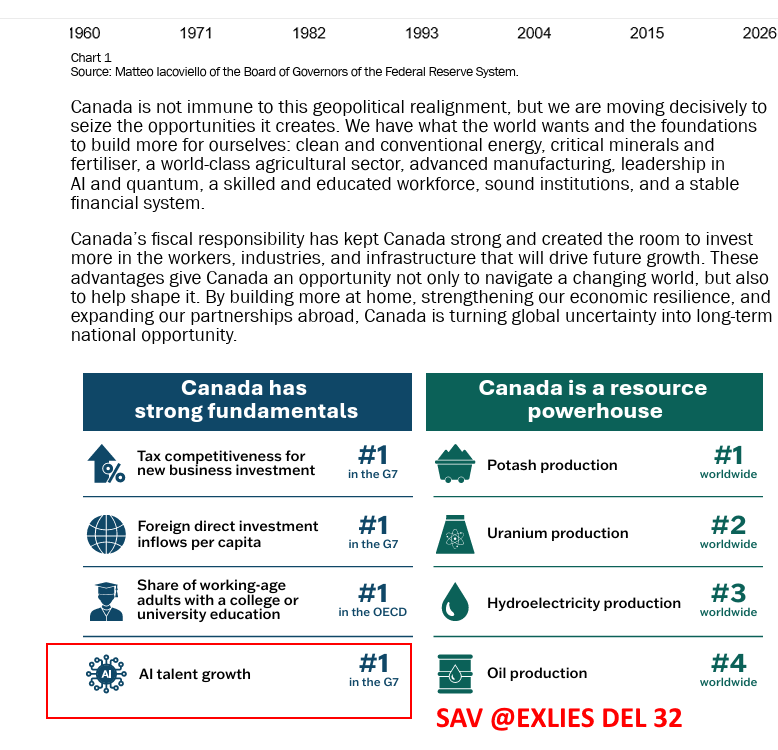 1960 1971 1982 1993 2004 2015 2026
Chart 1
Source: Matteo Iacoviello of the Board of Governors of the Federal Reserve System.
Canada is not immune to this geopolitical realignment, but we are moving decisively to
seize the opportunities it creates. We have what the world wants and the foundations
to build more for ourselves: clean and conventional energy, critical minerals and
fertiliser, a world-class agricultural sector, advanced manufacturing, leadership in
AI and quantum, a skilled and educated workforce, sound institutions, and a stable
financial system.
Canada's fiscal responsibility has kept Canada strong and created the room to invest
more in the workers, industries, and infrastructure that will drive future growth. These
advantages give Canada an opportunity not only to navigate a changing world, but also
to help shape it. By building more at home, strengthening our economic resilience, and
expanding our partnerships abroad, Canada is turning global uncertainty into long-term
national opportunity.
Canada has
strong fundamentals
Tax competitiveness for
new business investment
#1
in the G7
Foreign direct investment
inflows per capita
#1
in the G7
Share of working-age
adults with a college or
university education
#1
in the OECD
AI
AI talent growth
#1
in the G7
Canada is a resource
powerhouse
Potash production
#1
worldwide
Uranium production
#2
worldwide
Hydroelectricity production
#3
worldwide
Oil production
#4
worldwide
SAV @EXLIES DEL 32